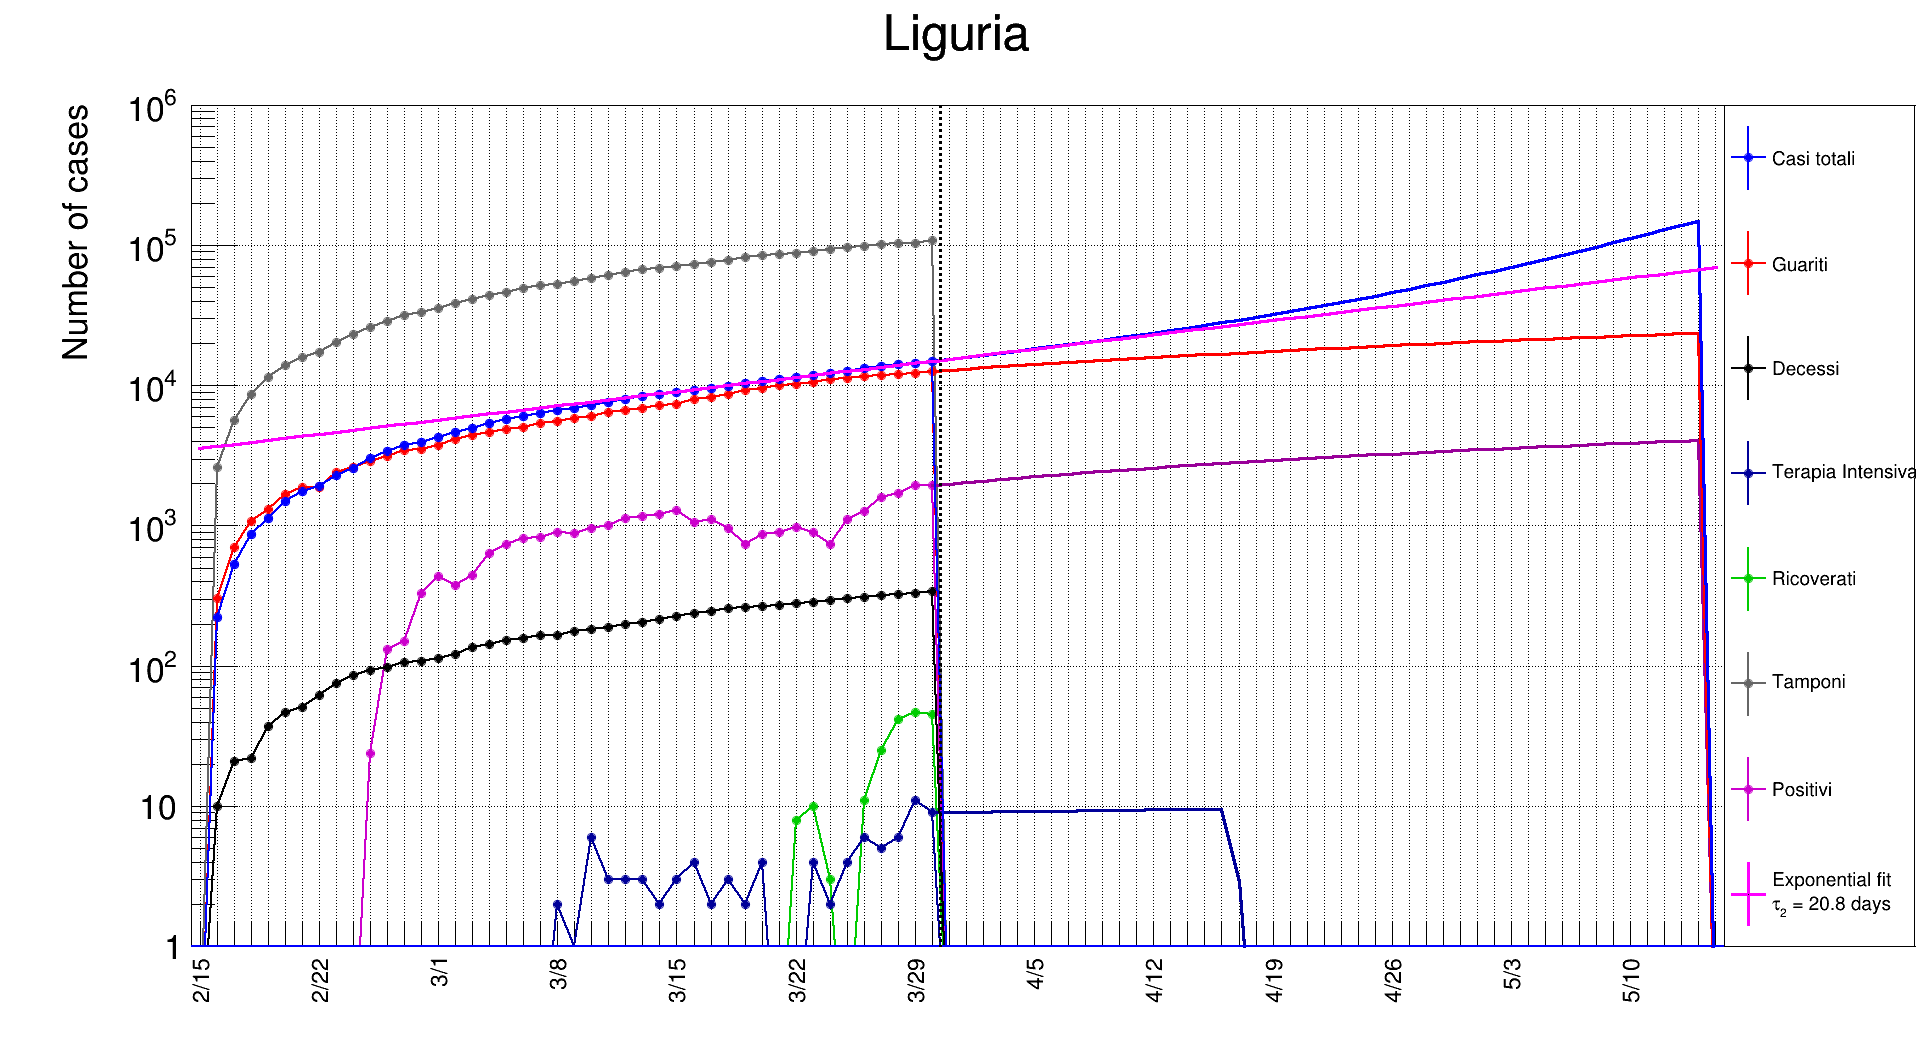 Liguria
Number of cases
10^6
10^5
10^4
10^3
10^2
10
1
2/15 2/22 3/1 3/8 3/15 3/22 3/29 4/5 4/12 4/19 4/26 5/3 5/10
Casi totali
Guariti
Decessi
Terapia Intensiva
Ricoverati
Tamponi
Positivi
Exponential fit
τ₂ = 20.8 days